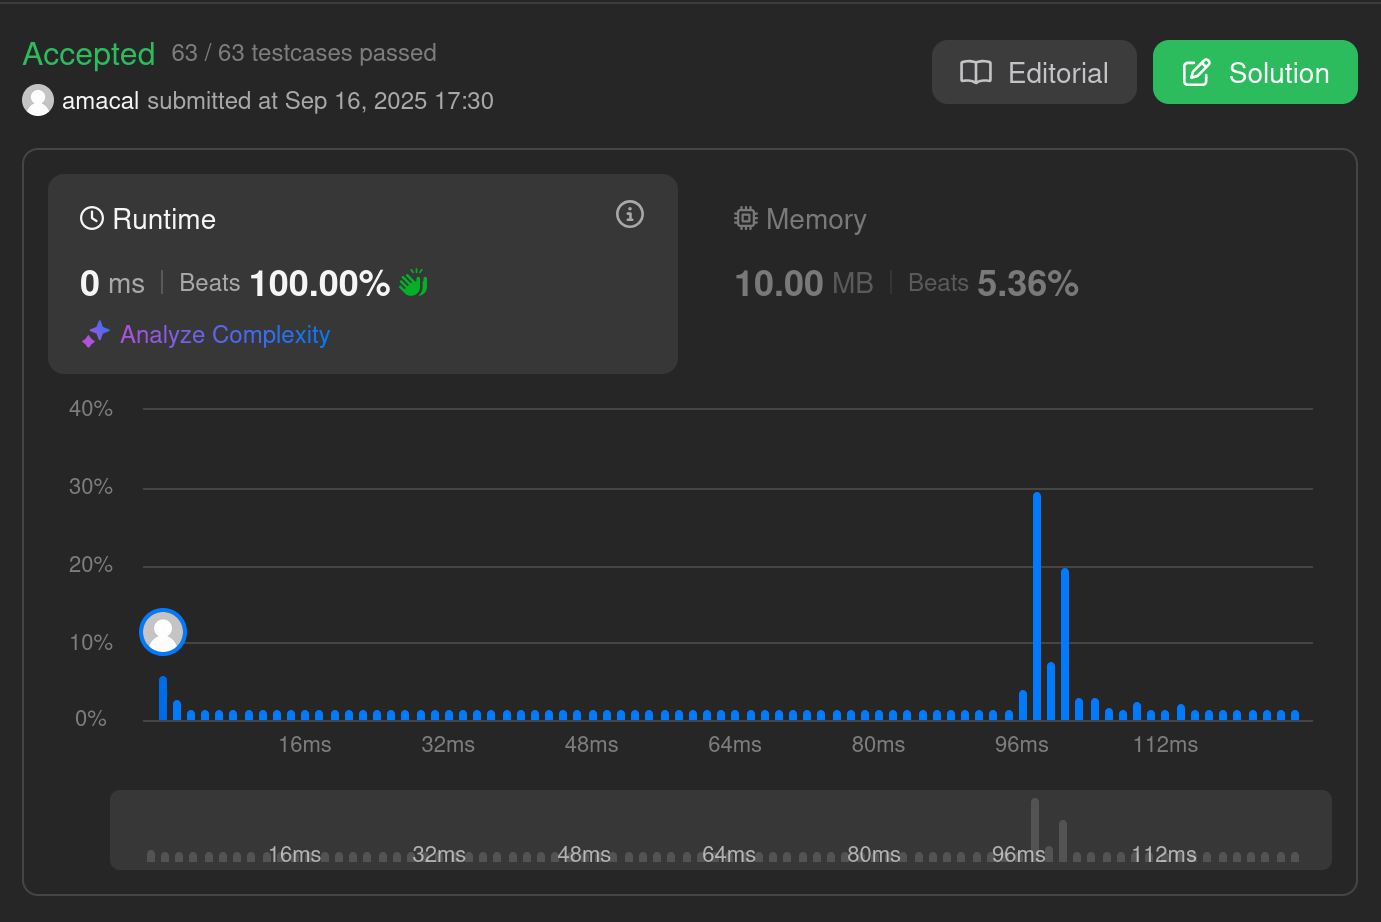 Accepted 63 / 63 testcases passed
amacal submitted at Sep 16, 2025 17:30
Editorial
Solution
Runtime
0 ms | Beats 100.00%
Analyze Complexity
Memory
10.00 MB | Beats 5.36%
40%
30%
20%
10%
0%
16ms 32ms 48ms 64ms 80ms 96ms 112ms
16ms 32ms 48ms 64ms 80ms 96ms 112ms